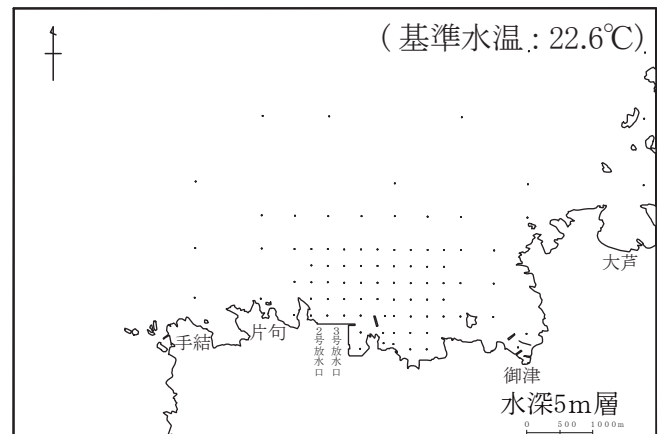 (基準水温：22.6℃)
大芦
手結
片句
2号放水口
3号放水口
御津
水深5m層
0 500 1000m